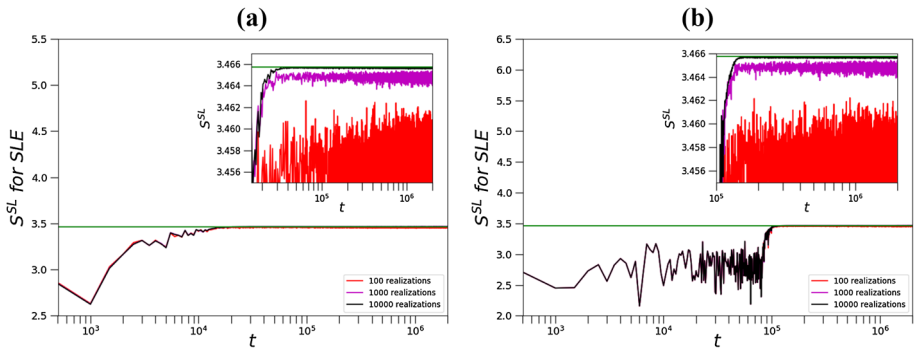 (a)
5.5
5.0
4.5
4.0
3.5
3.0
2.5
S^SL for SLE
10^3
10^4
10^5
10^6
t
3.466
3.464
3.462
3.460
3.458
3.456
S^SL
10^5
10^6
t
100 realizations
1000 realizations
10000 realizations
(b)
6.5
6.0
5.5
5.0
4.5
4.0
3.5
3.0
2.5
2.0
S^SL for SLE
10^3
10^4
10^5
10^6
t
3.466
3.464
3.462
3.460
3.458
3.456
S^SL
10^5
10^6
t
100 realizations
1000 realizations
10000 realizations